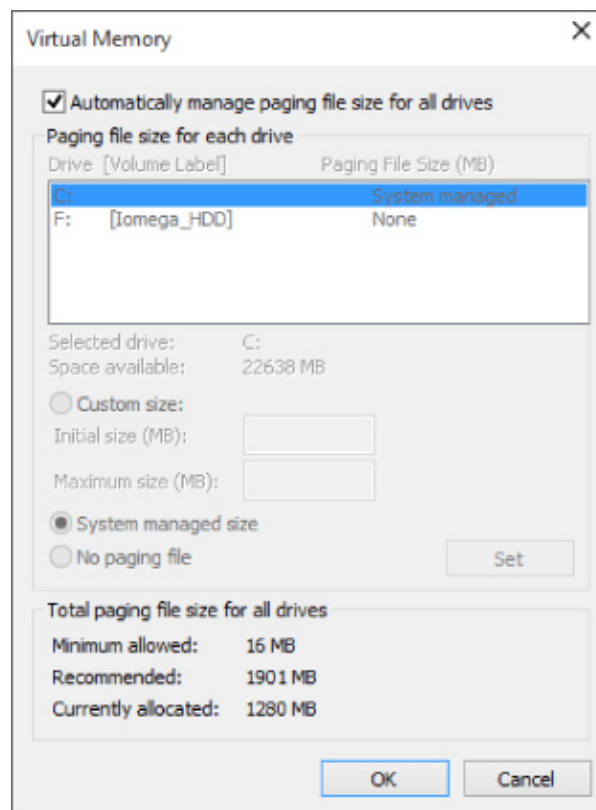 Virtual Memory
Automatically manage paging file size for all drives
Paging file size for each drive
Drive [Volume Label] Paging File Size (MB)
C: System managed
F: [Iomega_HDD] None
Selected drive: C:
Space available: 22638 MB
Custom size:
Initial size (MB):
Maximum size (MB):
System managed size
No paging file Set
Total paging file size for all drives
Minimum allowed: 16 MB
Recommended: 1901 MB
Currently allocated: 1280 MB
OK Cancel